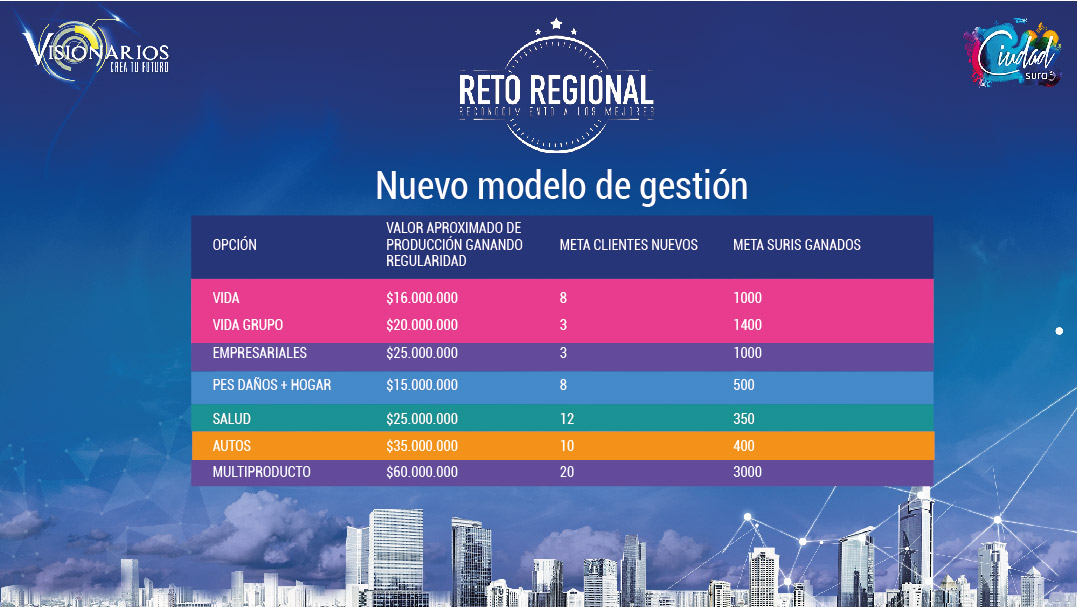 VISIONARIOS
CREA TU FUTURO
Ciudad
sura
RETO REGIONAL
RECONOCIMIENTO A LOS MEJORES
Nuevo modelo de gestión
OPCIÓN
VALOR APROXIMADO DE
PRODUCCIÓN GANANDO
REGULARIDAD
META CLIENTES NUEVOS
META SURIS GANADOS
VIDA $16.000.000 8 1000
VIDA GRUPO $20.000.000 3 1400
EMPRESARIALES $25.000.000 3 1000
PES DAÑOS + HOGAR $15.000.000 8 500
SALUD $25.000.000 12 350
AUTOS $35.000.000 10 400
MULTIPRODUCTO $60.000.000 20 3000